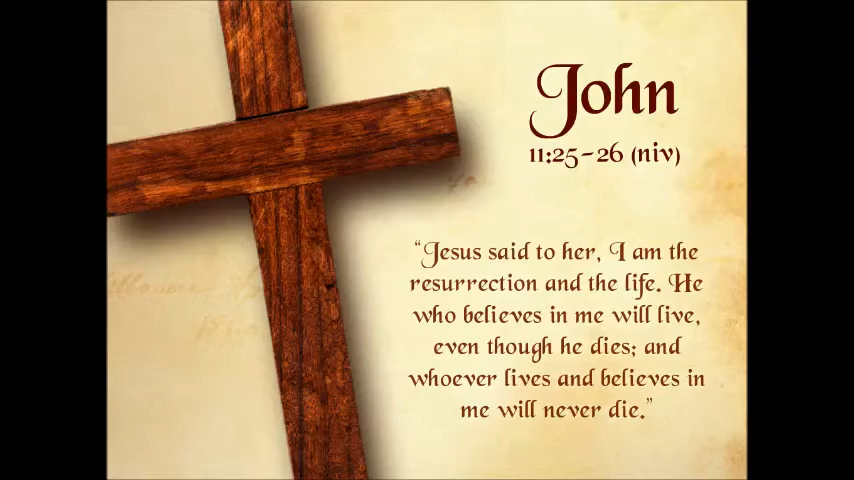 John
11:25-26 (niv)
“Jesus said to her, I am the
resurrection and the life. He
who believes in me will live,
even though he dies; and
whoever lives and believes in
me will never die.”